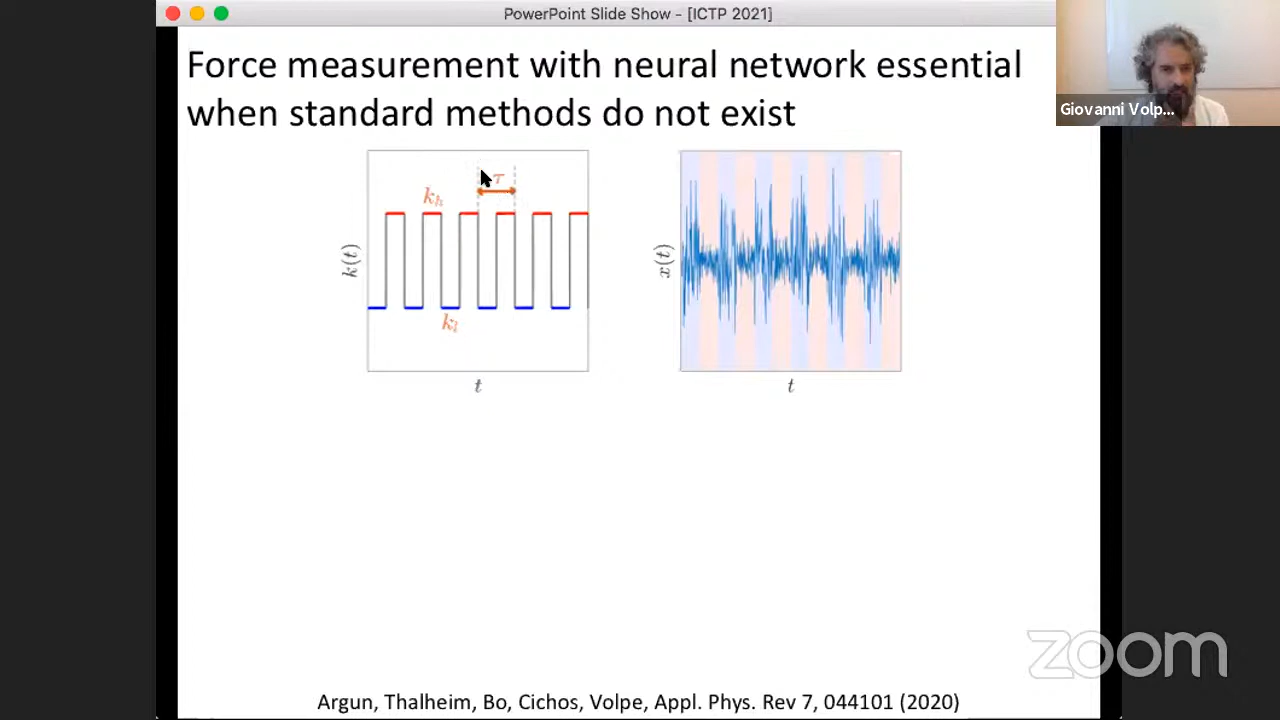 PowerPoint Slide Show - [ICTP 2021]
Force measurement with neural network essential
when standard methods do not exist
Giovanni Volp...
τ
k_h
k(t)
k_l
t
x(t)
t
zoom
Argun, Thalheim, Bo, Cichos, Volpe, Appl. Phys. Rev 7, 044101 (2020)